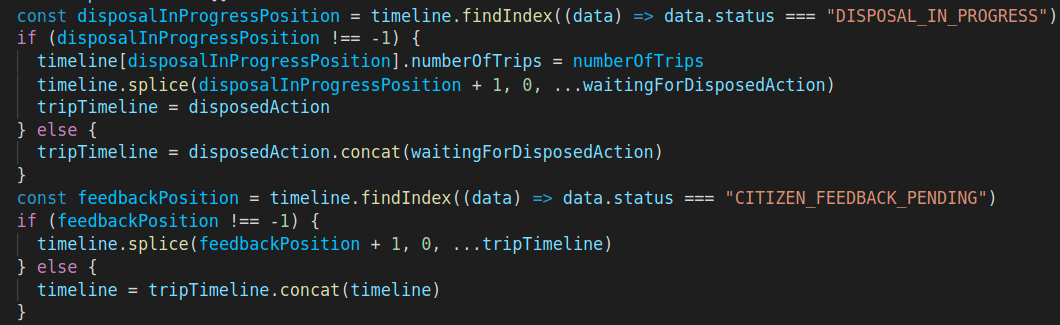 const disposalInProgressPosition = timeline.findIndex((data) => data.status === "DISPOSAL_IN_PROGRESS")
if (disposalInProgressPosition !== -1) {
  timeline[disposalInProgressPosition].numberOfTrips = numberOfTrips
  timeline.splice(disposalInProgressPosition + 1, 0, ...waitingForDisposedAction)
  tripTimeline = disposedAction
} else {
  tripTimeline = disposedAction.concat(waitingForDisposedAction)
}
const feedbackPosition = timeline.findIndex((data) => data.status === "CITIZEN_FEEDBACK_PENDING")
if (feedbackPosition !== -1) {
  timeline.splice(feedbackPosition + 1, 0, ...tripTimeline)
} else {
  timeline = tripTimeline.concat(timeline)
}